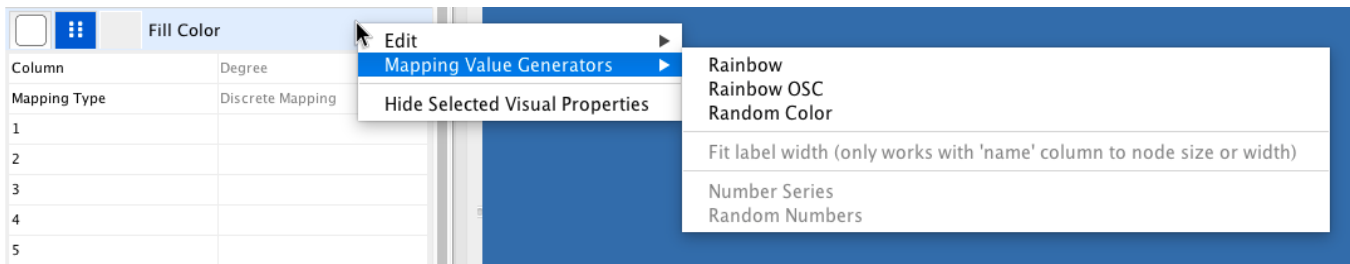 Fill Color
Edit
Column Degree
Mapping Value Generators
Mapping Type Discrete Mapping
Hide Selected Visual Properties
1
2
3
4
5
Rainbow
Rainbow OSC
Random Color
Fit label width (only works with 'name' column to node size or width)
Number Series
Random Numbers